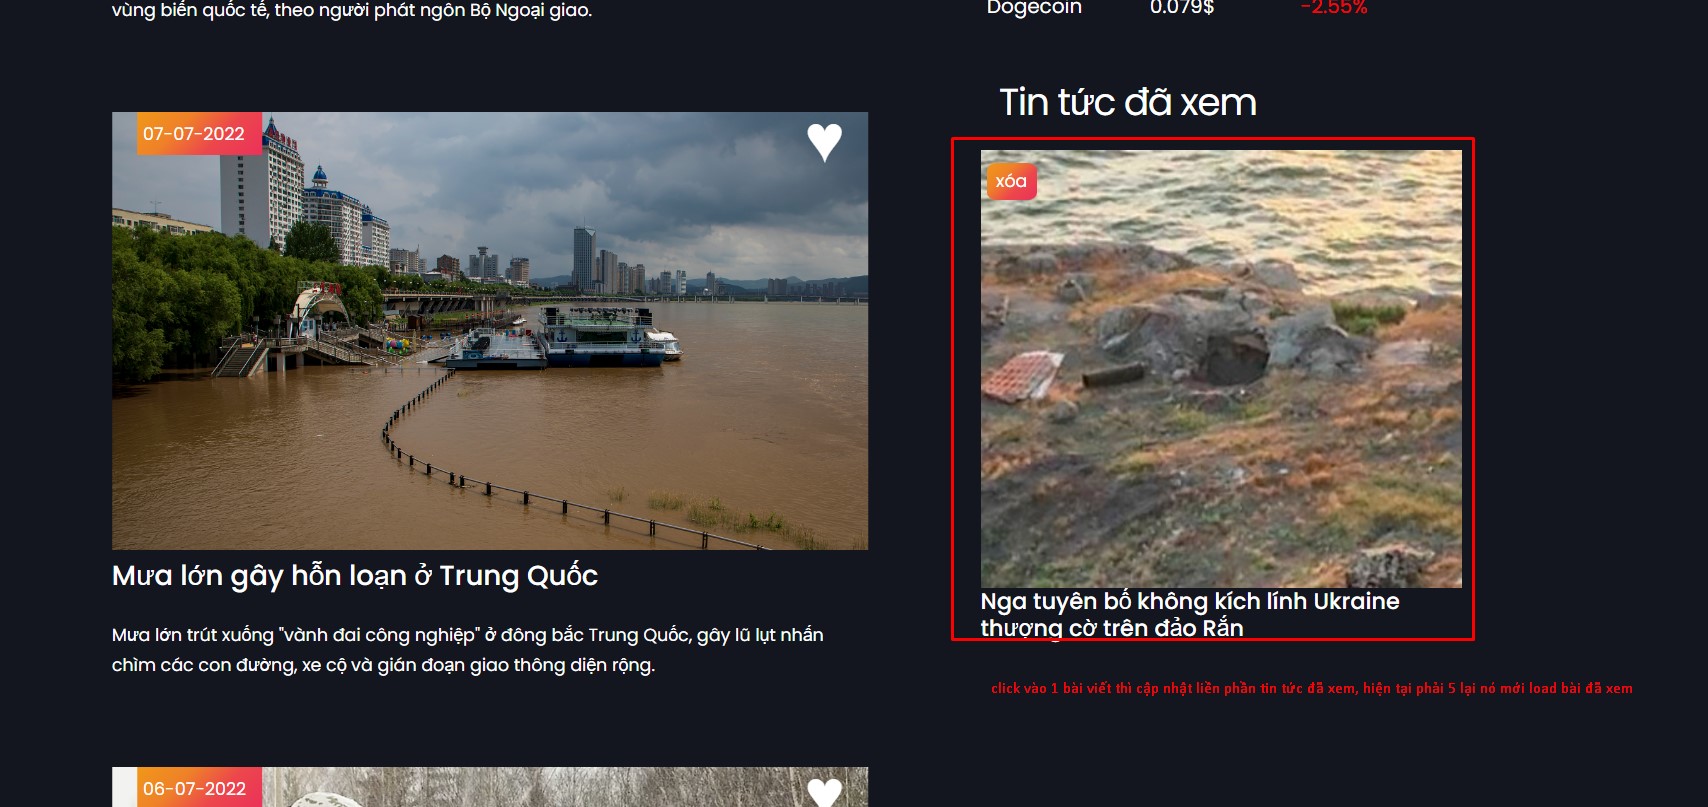 vùng biển quốc tế, theo người phát ngôn Bộ Ngoại giao.
Dogecoin 0.079$ -2.55%
07-07-2022
Mưa lớn gây hỗn loạn ở Trung Quốc
Mưa lớn trút xuống "vành đai công nghiệp" ở đông bắc Trung Quốc, gây lũ lụt nhấn
chìm các con đường, xe cộ và gián đoạn giao thông diện rộng.
06-07-2022
Tin tức đã xem
xóa
Nga tuyên bố không kích lính Ukraine
thượng cờ trên đảo Rắn
click vào 1 bài viết thì cập nhật liền phần tin tức đã xem, hiện tại phải 5 lại nó mới load bài đã xem